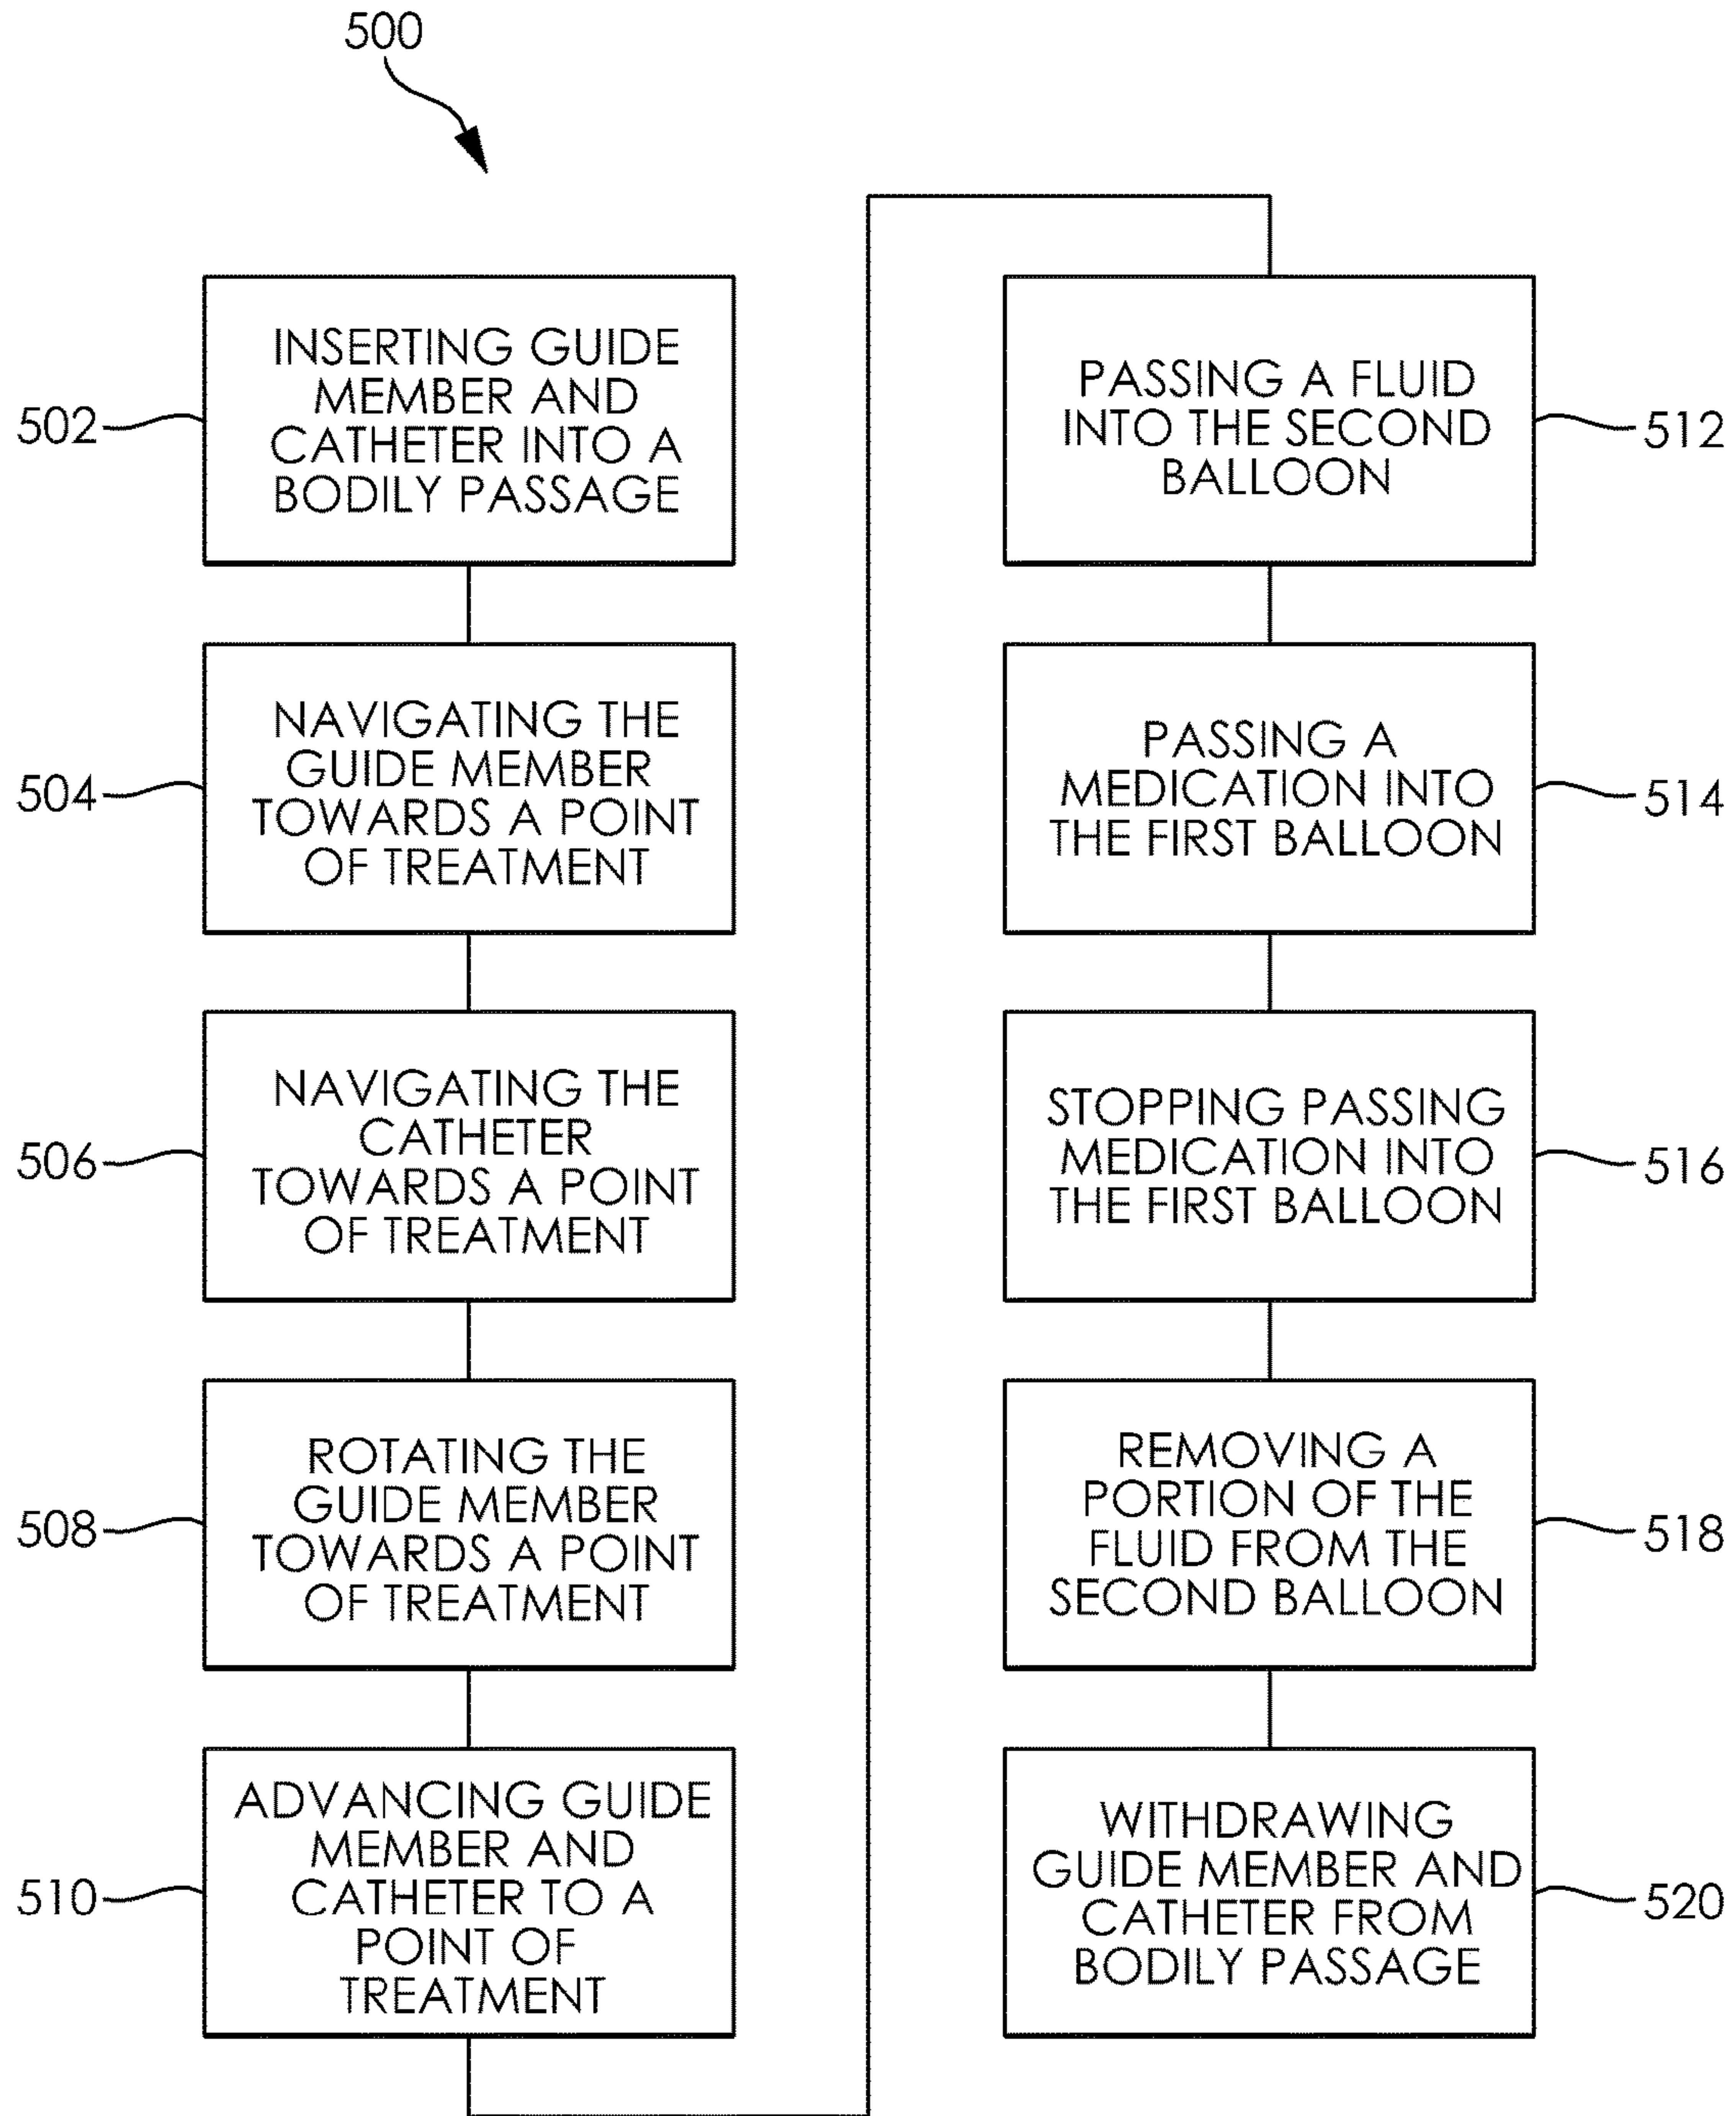 500
502
INSERTING GUIDE
MEMBER AND
CATHETER INTO A
BODILY PASSAGE
504
NAVIGATING THE
GUIDE MEMBER
TOWARDS A POINT
OF TREATMENT
506
NAVIGATING THE
CATHETER
TOWARDS A POINT
OF TREATMENT
508
ROTATING THE
GUIDE MEMBER
TOWARDS A POINT
OF TREATMENT
510
ADVANCING GUIDE
MEMBER AND
CATHETER TO A
POINT OF
TREATMENT
PASSING A FLUID
INTO THE SECOND
BALLOON
512
PASSING A
MEDICATION INTO
THE FIRST BALLOON
514
STOPPING PASSING
MEDICATION INTO
THE FIRST BALLOON
516
REMOVING A
PORTION OF THE
FLUID FROM THE
SECOND BALLOON
518
WITHDRAWING
GUIDE MEMBER AND
CATHETER FROM
BODILY PASSAGE
520